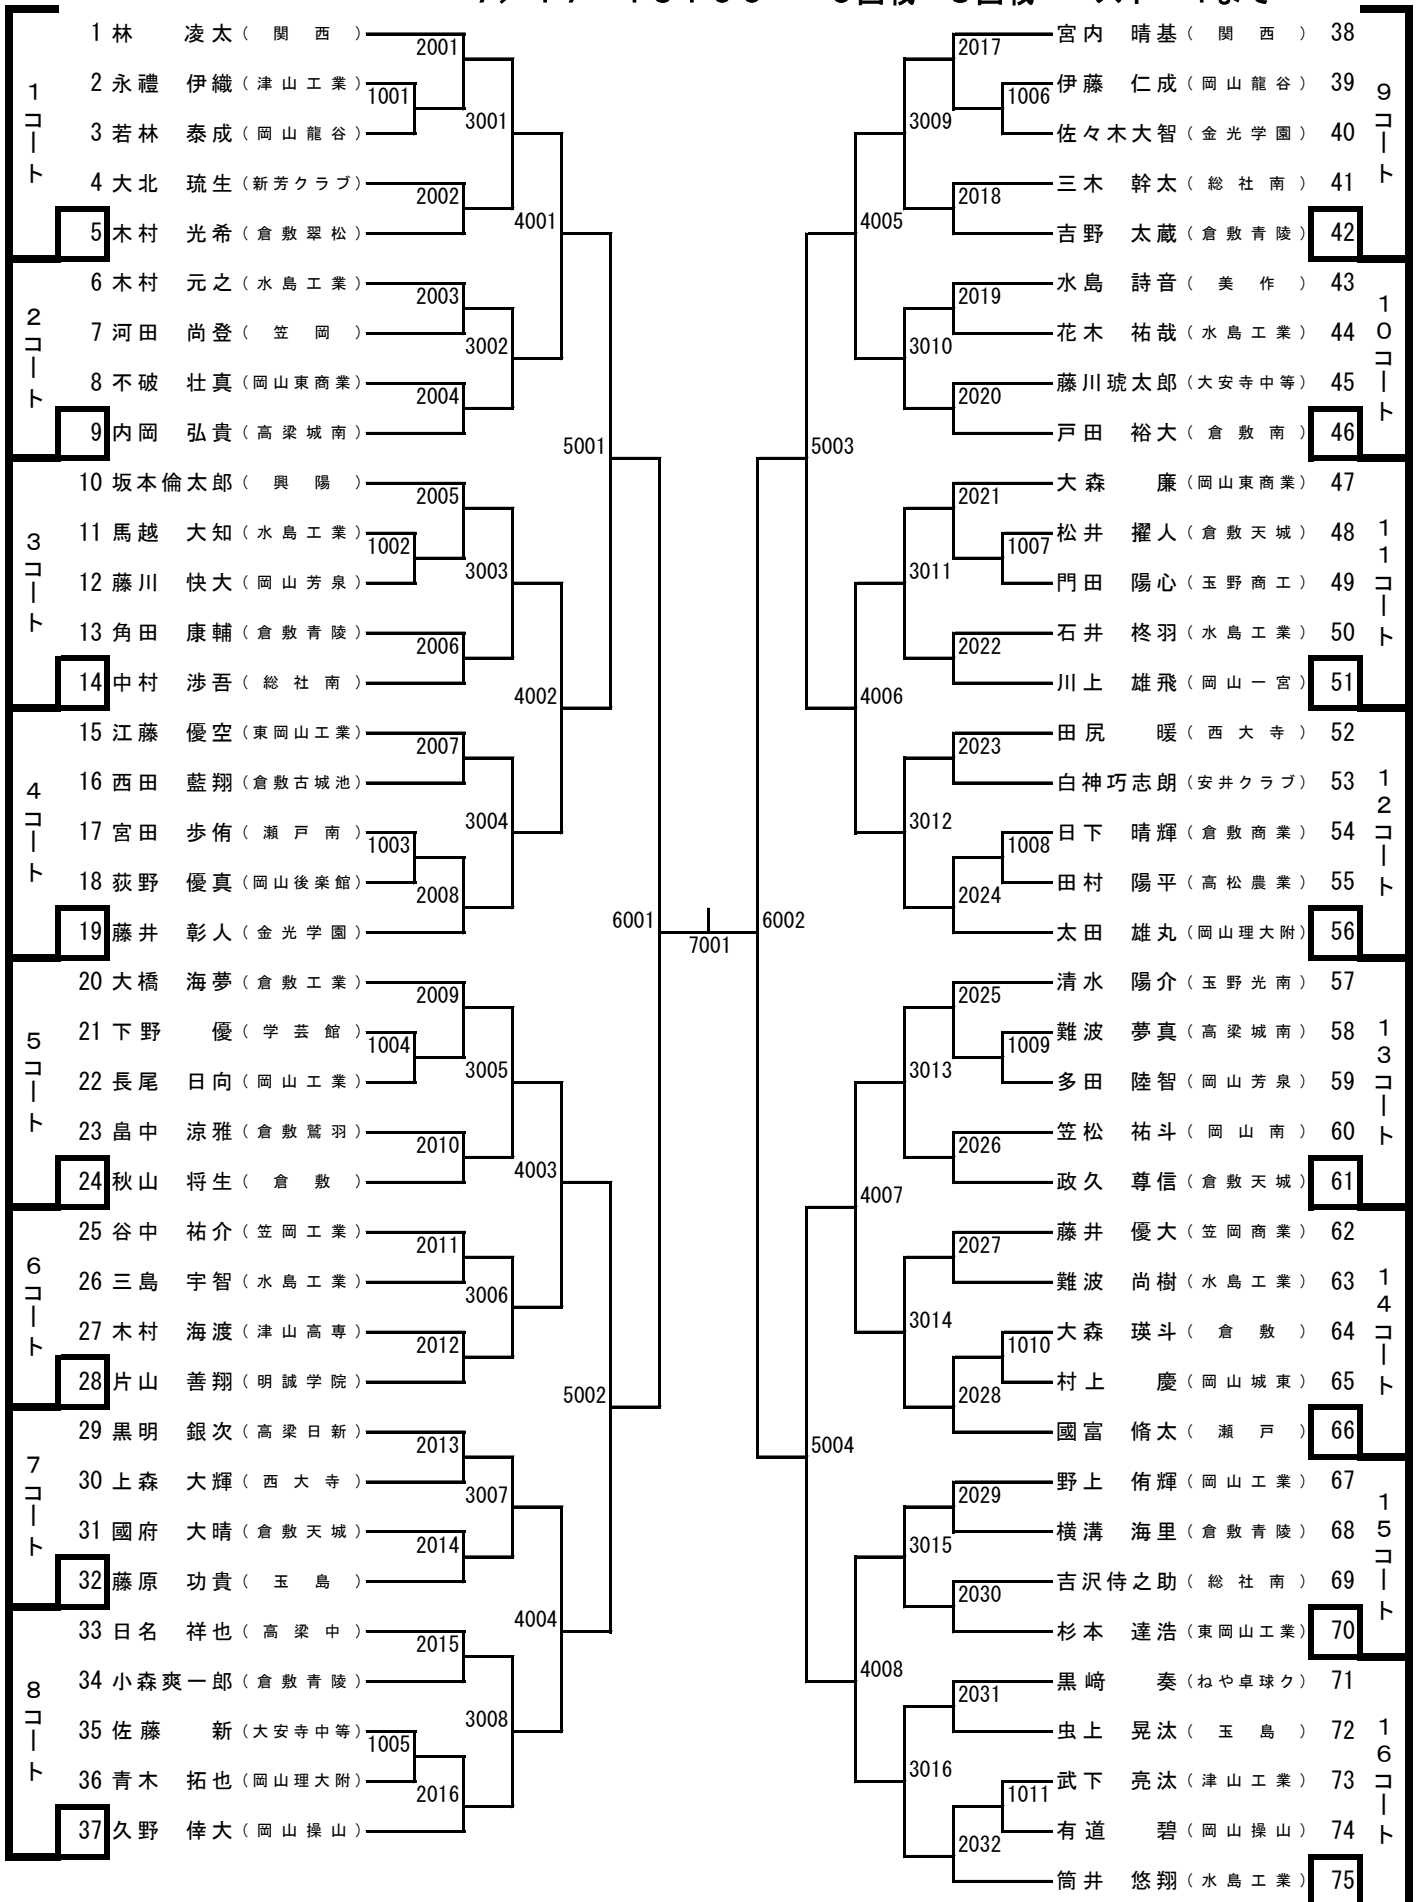 1コート
1 林 凌太 (関西)
2 永禮 伊織 (津山工業)
3 若林 泰成 (岡山龍谷)
4 大北 琉生 (新芳クラブ)
5 木村 光希 (倉敷翠松)
2コート
6 木村 元之 (水島工業)
7 河田 尚登 (笠岡)
8 不破 壮真 (岡山東商業)
9 内岡 弘貴 (高梁城南)
3コート
10 坂本倫太郎 (興陽)
11 馬越 大知 (水島工業)
12 藤川 快大 (岡山芳泉)
13 角田 康輔 (倉敷青陵)
14 中村 渉吾 (総社南)
4コート
15 江藤 優空 (東岡山工業)
16 西田 藍翔 (倉敷古城池)
17 宮田 歩侑 (瀬戸南)
18 荻野 優真 (岡山後楽館)
19 藤井 彰人 (金光学園)
5コート
20 大橋 海夢 (倉敷工業)
21 下野 優 (学芸館)
22 長尾 日向 (岡山工業)
23 畠中 涼雅 (倉敷鷲羽)
24 秋山 将生 (倉敷)
6コート
25 谷中 祐介 (笠岡工業)
26 三島 宇智 (水島工業)
27 木村 海渡 (津山高専)
28 片山 善翔 (明誠学院)
7コート
29 黒明 銀次 (高梁日新)
30 上森 大輝 (西大寺)
31 國府 大晴 (倉敷天城)
32 藤原 功貴 (玉島)
8コート
33 日名 祥也 (高梁中)
34 小森爽一郎 (倉敷青陵)
35 佐藤 新 (大安寺中等)
36 青木 拓也 (岡山理大附)
37 久野 倖大 (岡山操山)
1001
1002
1003
1004
1005
2001
2002
2003
2004
2005
2006
2007
2008
2009
2010
2011
2012
2013
2014
2015
2016
3001
3002
3003
3004
3005
3006
3007
3008
4001
4002
4003
4004
5001
5002
6001
7001
6002
5003
5004
4005
4006
4007
4008
3009
3010
3011
3012
3013
3014
3015
3016
2017
2018
2019
2020
2021
2022
2023
2024
2025
2026
2027
2028
2029
2030
2031
2032
1006
1007
1008
1009
1010
1011
9コート
宮内 晴基 (関西) 38
伊藤 仁成 (岡山龍谷) 39
佐々木大智 (金光学園) 40
三木 幹太 (総社南) 41
吉野 太蔵 (倉敷青陵) 42
10コート
水島 詩音 (美作) 43
花木 祐哉 (水島工業) 44
藤川琥太郎 (大安寺中等) 45
戸田 裕大 (倉敷南) 46
11コート
大森 廉 (岡山東商業) 47
松井 擢人 (倉敷天城) 48
門田 陽心 (玉野商工) 49
石井 柊羽 (水島工業) 50
川上 雄飛 (岡山一宮) 51
12コート
田尻 暖 (西大寺) 52
白神巧志朗 (安井クラブ) 53
日下 晴輝 (倉敷商業) 54
田村 陽平 (高松農業) 55
太田 雄丸 (岡山理大附) 56
13コート
清水 陽介 (玉野光南) 57
難波 夢真 (高梁城南) 58
多田 陸智 (岡山芳泉) 59
笠松 祐斗 (岡山南) 60
政久 尊信 (倉敷天城) 61
14コート
藤井 優大 (笠岡商業) 62
難波 尚樹 (水島工業) 63
大森 瑛斗 (倉敷) 64
村上 慶 (岡山城東) 65
國富 脩太 (瀬戸) 66
15コート
野上 侑輝 (岡山工業) 67
横溝 海里 (倉敷青陵) 68
吉沢侍之助 (総社南) 69
杉本 達浩 (東岡山工業) 70
16コート
黒﨑 奏 (ねや卓球ク) 71
虫上 晃汰 (玉島) 72
武下 亮汰 (津山工業) 73
有道 碧 (岡山操山) 74
筒井 悠翔 (水島工業) 75